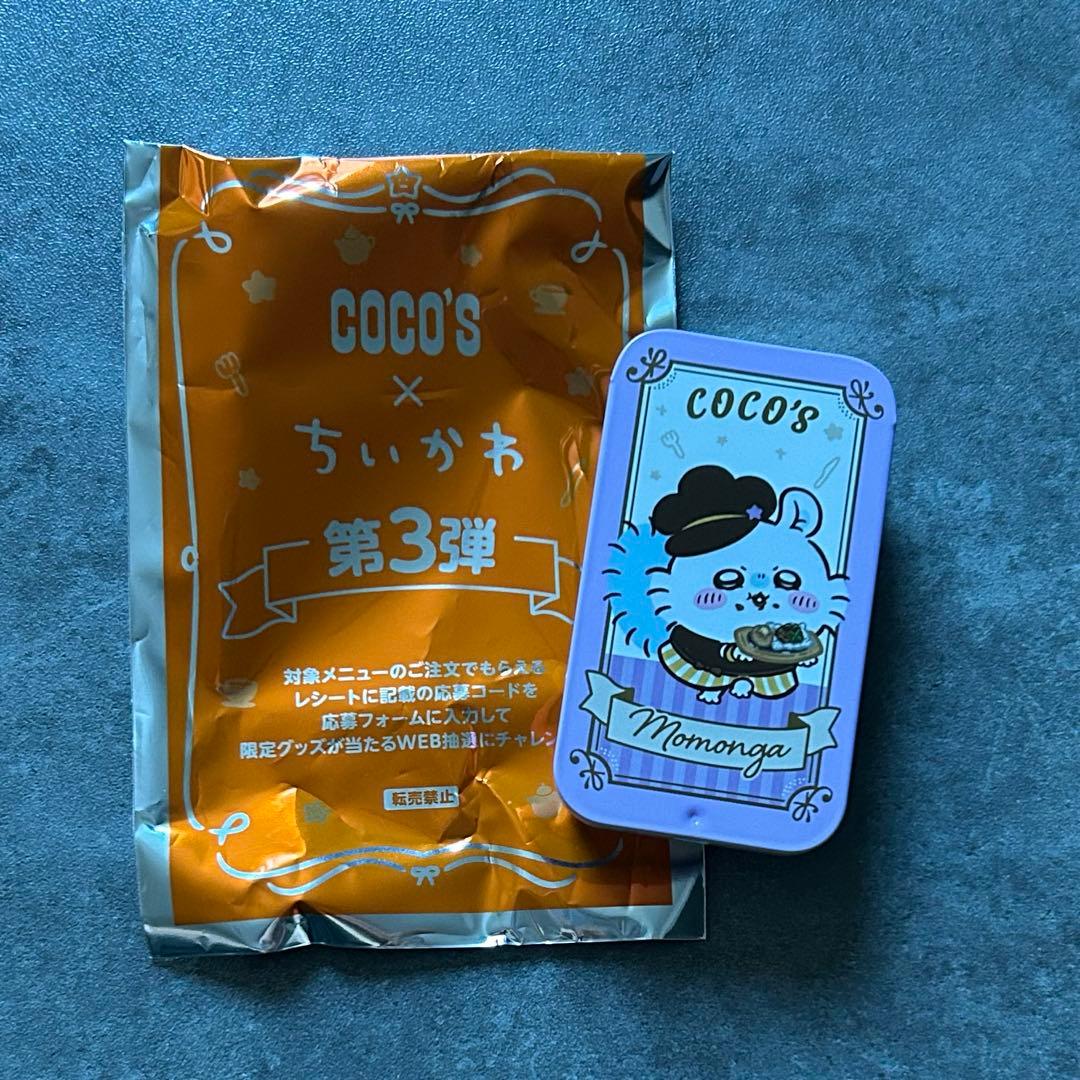 COCO'S
×
ちいかわ
第3弾
対象メニューのご注文でもらえる
レシートに記載の応募コードを
応募フォームに入力して
限定グッズが当たるWEB抽選にチャレン
転売禁止
COCO's
Momonga